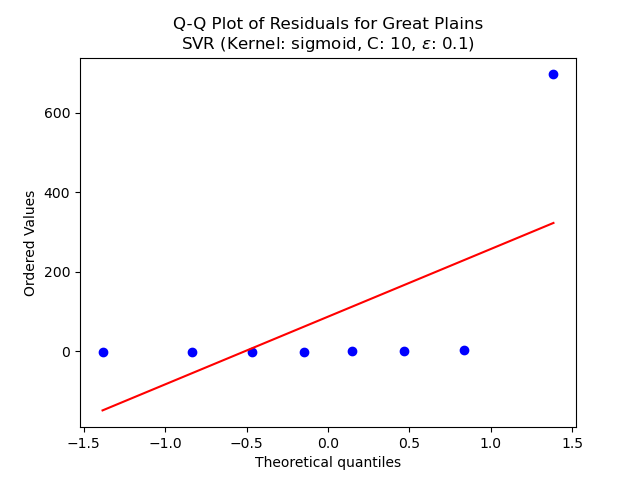 Q-Q Plot of Residuals for Great Plains
SVR (Kernel: sigmoid, C: 10, ε: 0.1)
Ordered Values
600
400
200
0
−1.5 −1.0 −0.5 0.0 0.5 1.0 1.5
Theoretical quantiles